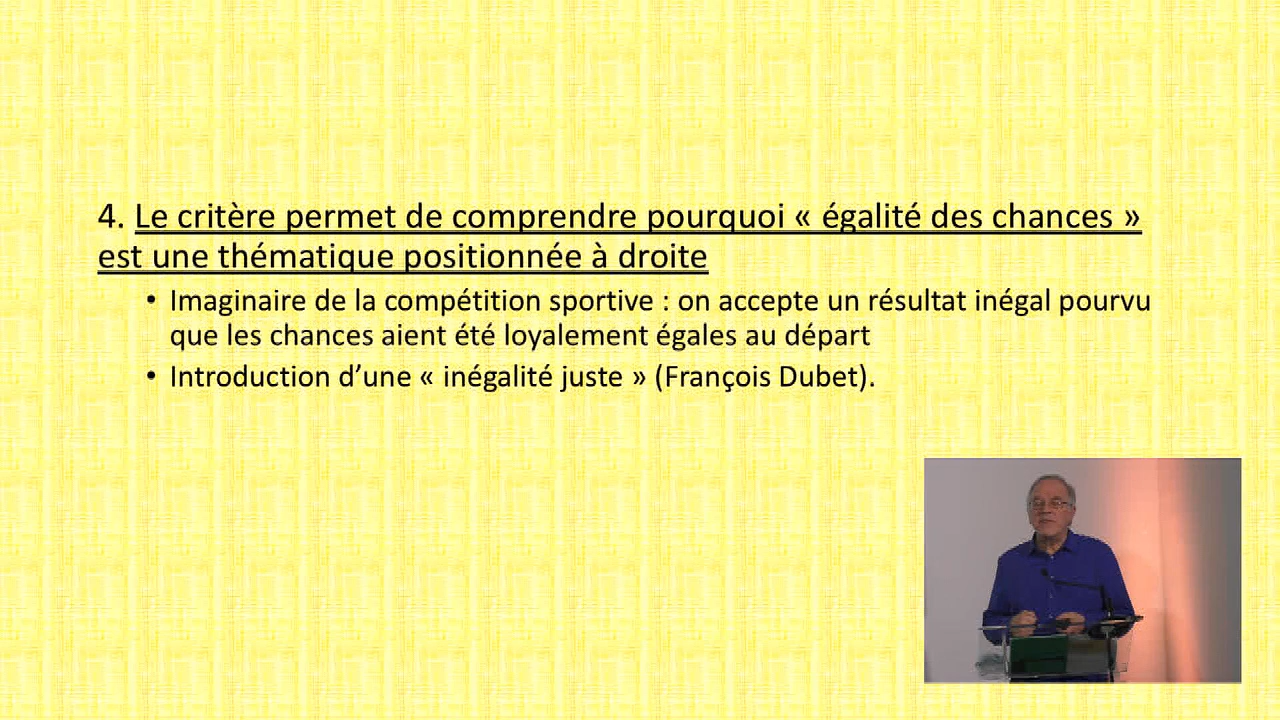 4. Le critère permet de comprendre pourquoi « égalité des chances »
est une thématique positionnée à droite
• Imaginaire de la compétition sportive : on accepte un résultat inégal pourvu
que les chances aient été loyalement égales au départ
• Introduction d’une « inégalité juste » (François Dubet).